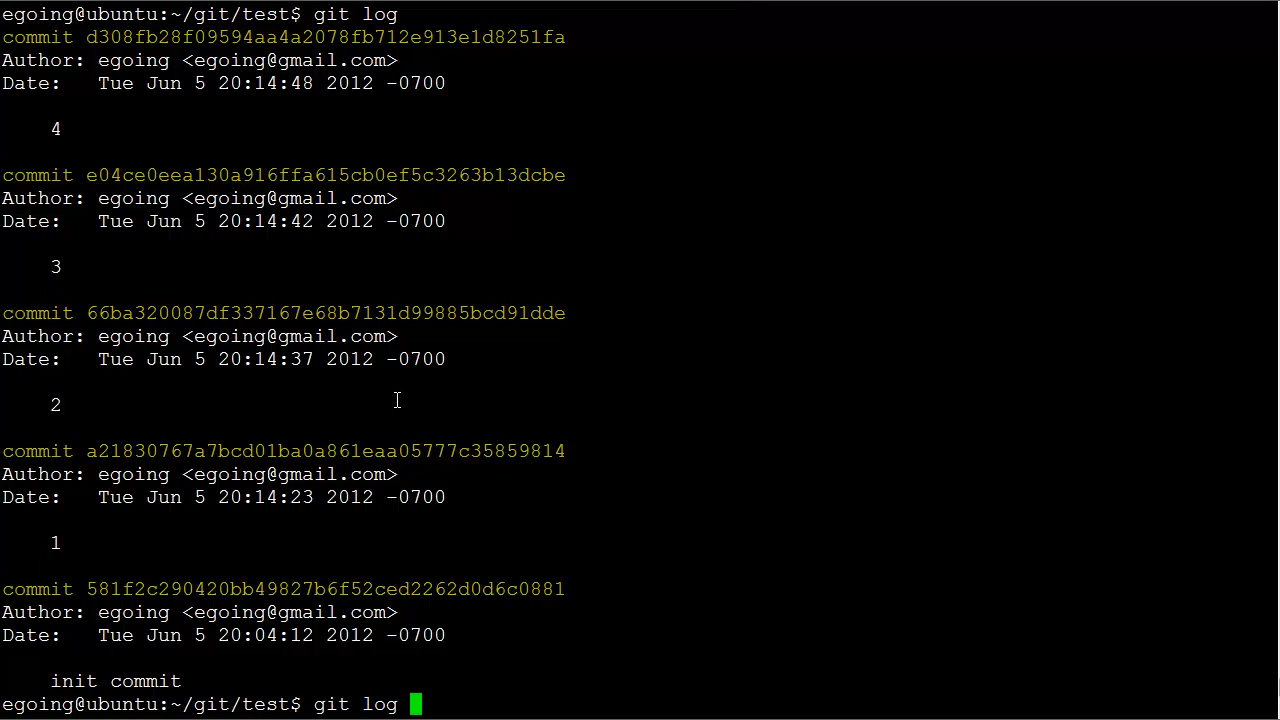 egoing@ubuntu:~/git/test$ git log
commit d308fb28f09594aa4a2078fb712e913e1d8251fa
Author: egoing <egoing@gmail.com>
Date:   Tue Jun 5 20:14:48 2012 -0700
4
commit e04ce0eea130a916ffa615cb0ef5c3263b13dcbe
Author: egoing <egoing@gmail.com>
Date:   Tue Jun 5 20:14:42 2012 -0700
3
commit 66ba320087df337167e68b7131d99885bcd91dde
Author: egoing <egoing@gmail.com>
Date:   Tue Jun 5 20:14:37 2012 -0700
2
commit a21830767a7bcd01ba0a861eaa05777c35859814
Author: egoing <egoing@gmail.com>
Date:   Tue Jun 5 20:14:23 2012 -0700
1
commit 581f2c290420bb49827b6f52ced2262d0d6c0881
Author: egoing <egoing@gmail.com>
Date:   Tue Jun 5 20:04:12 2012 -0700
init commit
egoing@ubuntu:~/git/test$ git log